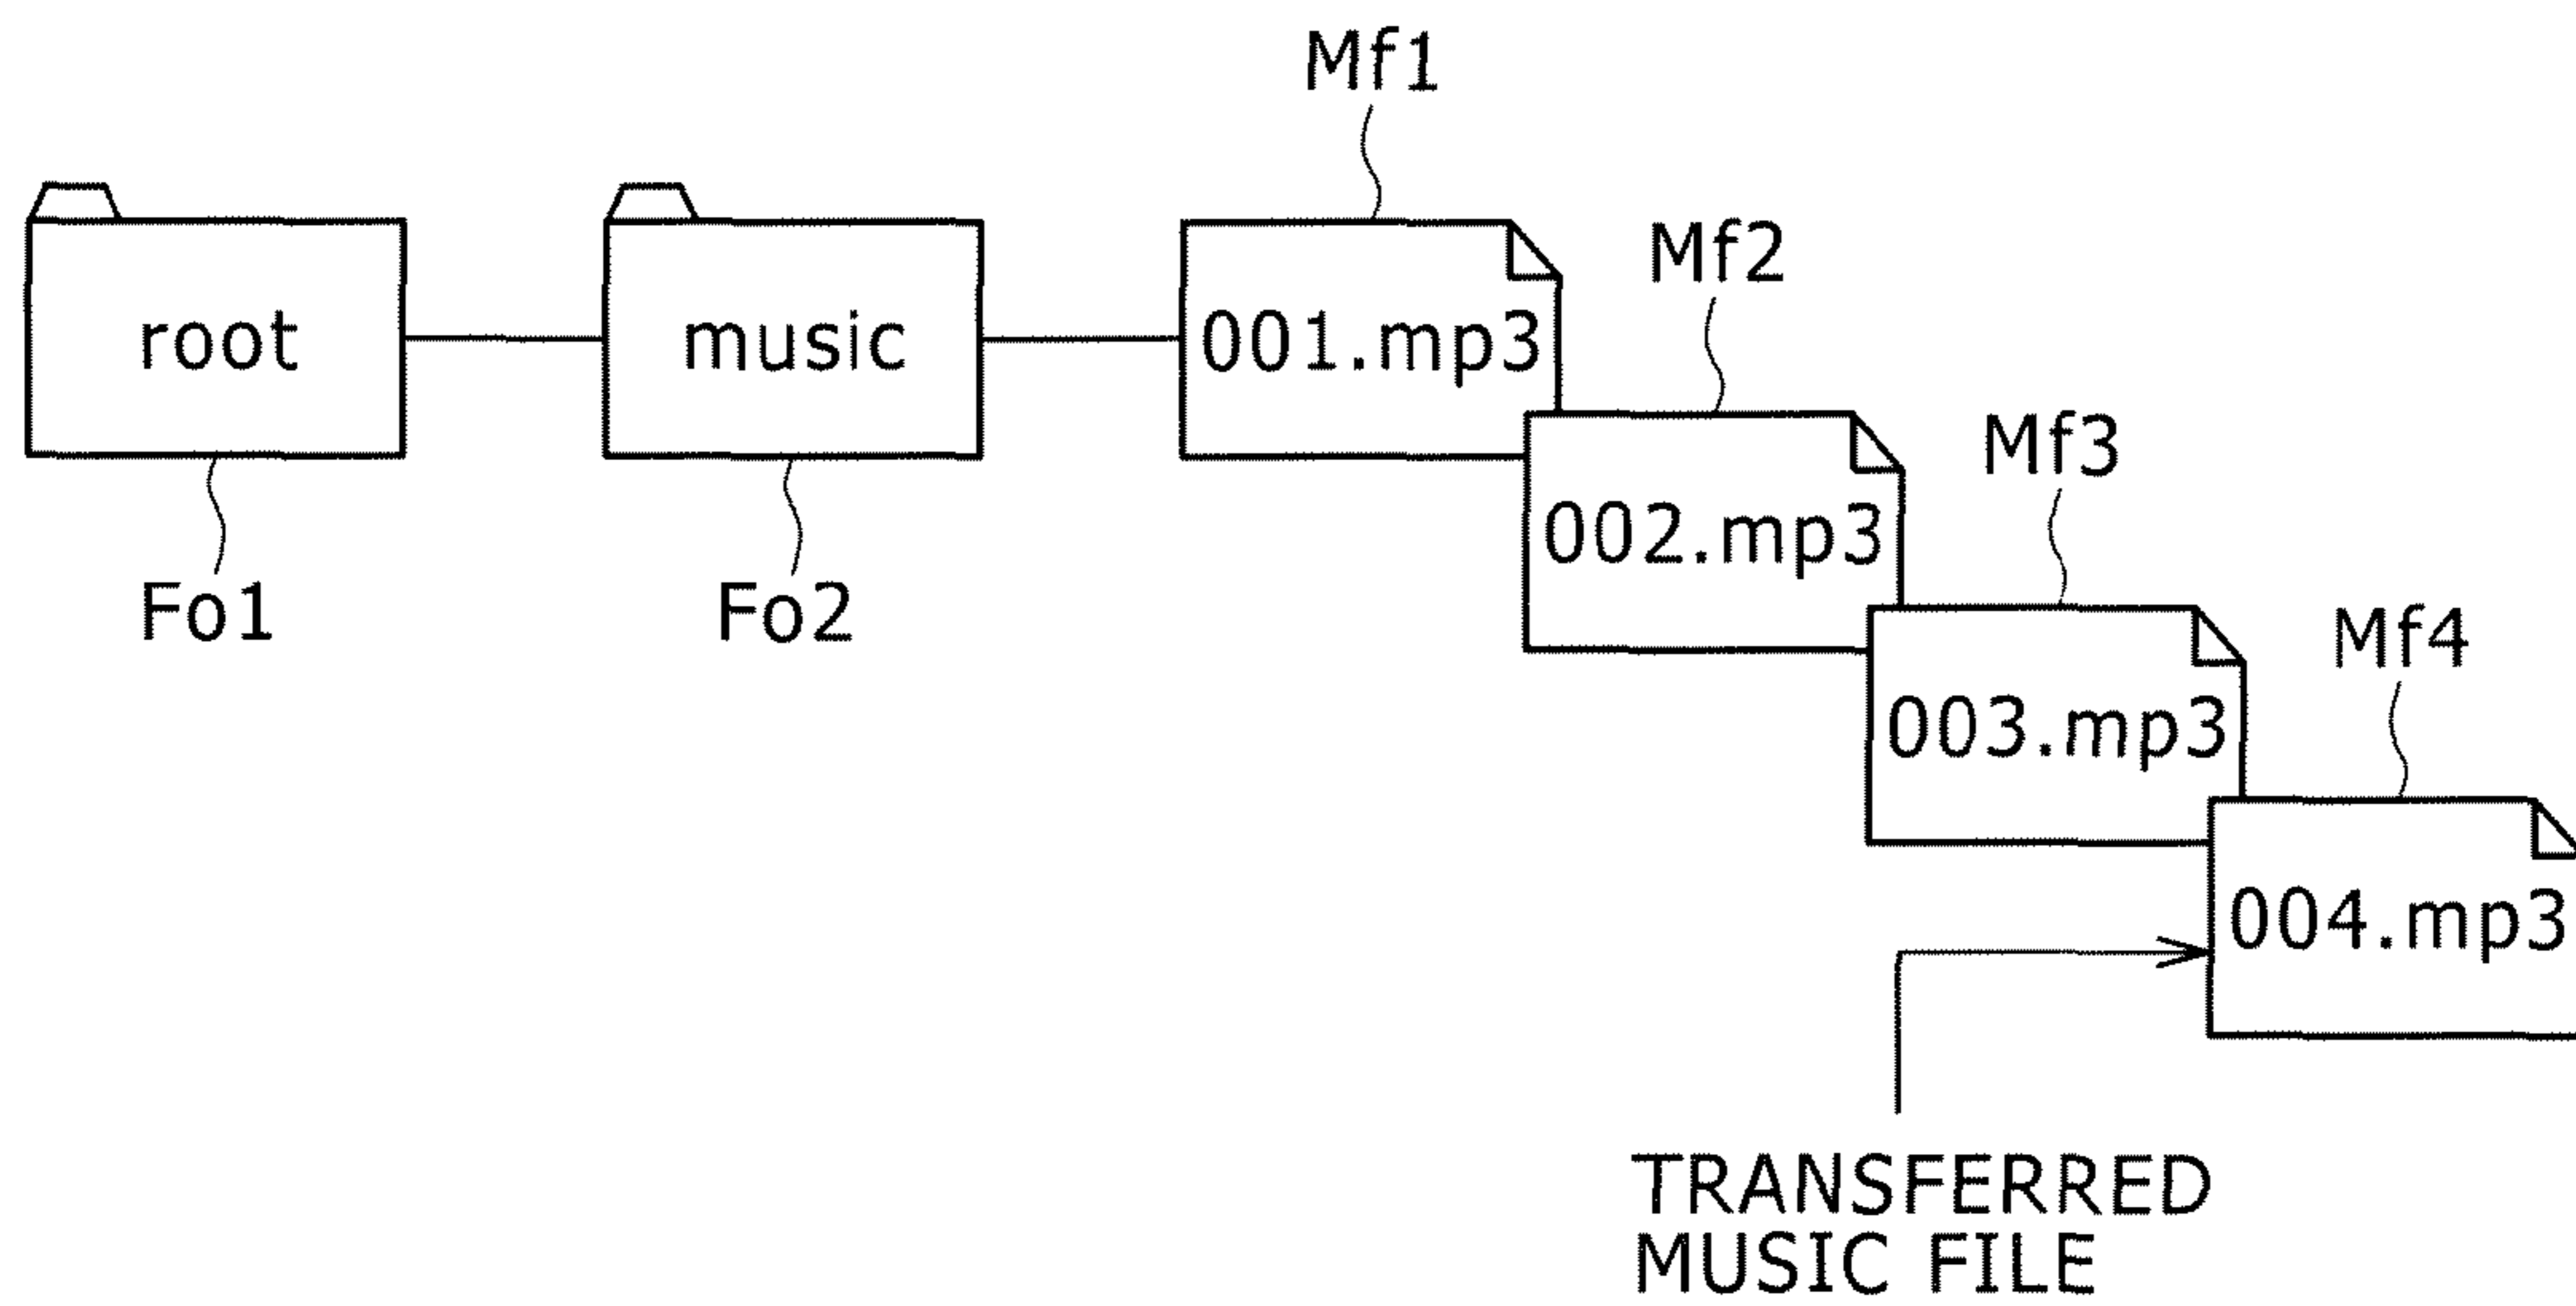 Mf1
Mf2
root
music
001.mp3
Mf3
002.mp3
Fo1
Fo2
Mf4
003.mp3
004.mp3
TRANSFERRED
MUSIC FILE